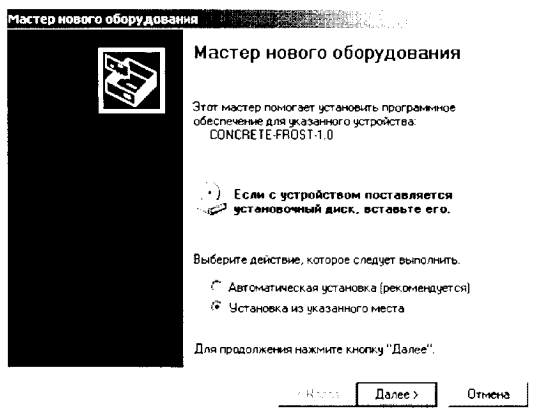 Мастер нового оборудования
Мастер нового оборудования
Этот мастер помогает установить программное
обеспечение для указанного устройства:
CONCRETE-FROST-1.0
Если с устройством поставляется
установочный диск, вставьте его.
Выберите действие, которое следует выполнить.
Автоматическая установка (рекомендуется)
Установка из указанного места
Для продолжения нажмите кнопку "Далее".
Далее >
Отмена